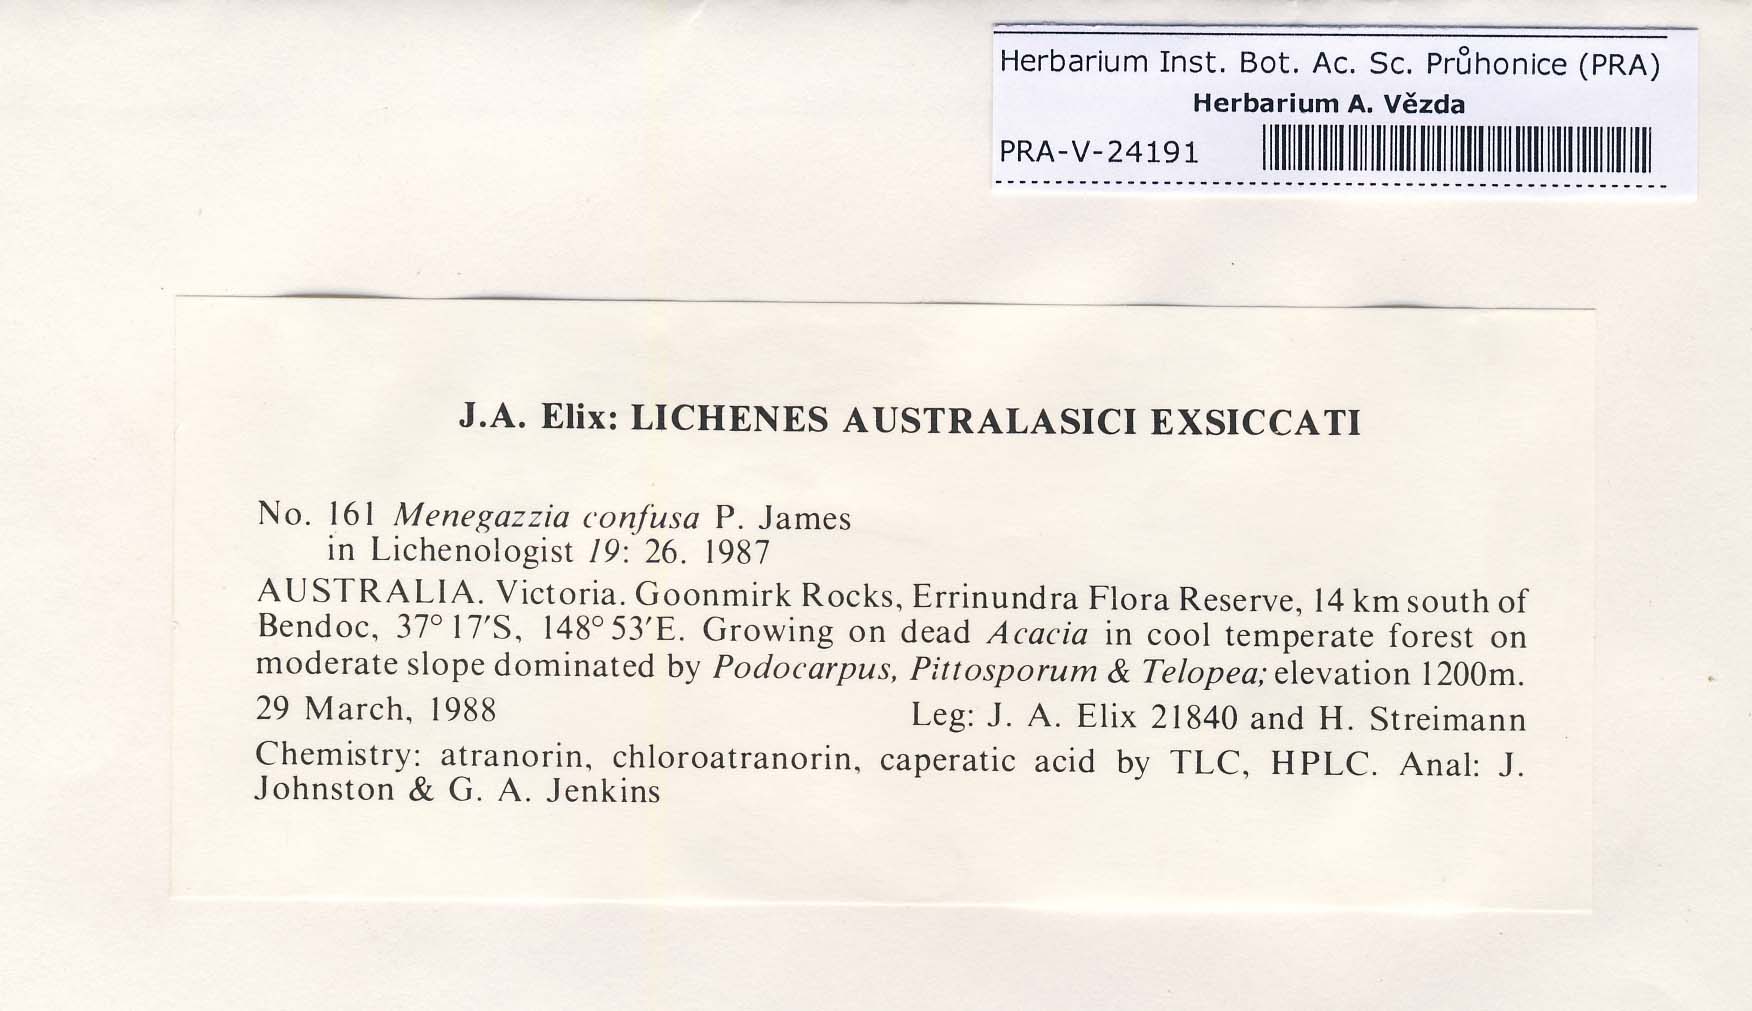 Herbarium Inst. Bot. Ac. Sc. Průhonice (PRA)
Herbarium A. Vězda
PRA-V-24191
J.A. Elix: LICHENES AUSTRALASICI EXSICCATI
No. 161 Menegazzia confusa P. James
in Lichenologist 19: 26. 1987
AUSTRALIA. Victoria. Goonmirk Rocks, Errinundra Flora Reserve, 14 km south of
Bendoc, 37° 17′S, 148° 53′E. Growing on dead Acacia in cool temperate forest on
moderate slope dominated by Podocarpus, Pittosporum & Telopea; elevation 1200m.
29 March, 1988 Leg: J. A. Elix 21840 and H. Streimann
Chemistry: atranorin, chloroatranorin, caperatic acid by TLC, HPLC. Anal: J.
Johnston & G. A. Jenkins